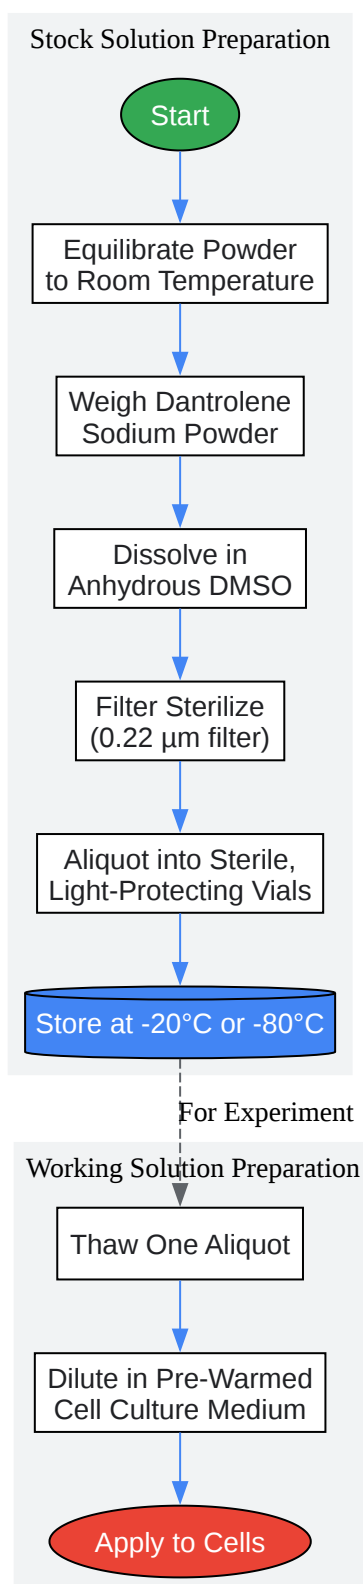 Stock Solution Preparation
Start
Equilibrate Powder
to Room Temperature
Weigh Dantrolene
Sodium Powder
Dissolve in
Anhydrous DMSO
Filter Sterilize
(0.22 µm filter)
Aliquot into Sterile,
Light-Protecting Vials
Store at -20°C or -80°C
For Experiment
Working Solution Preparation
Thaw One Aliquot
Dilute in Pre-Warmed
Cell Culture Medium
Apply to Cells